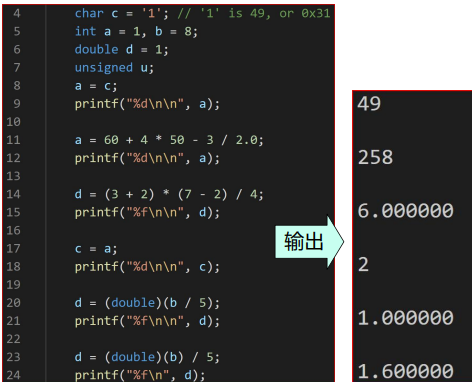 4 char c = '1'; // '1' is 49, or 0x31
5 int a = 1, b = 8;
6 double d = 1;
7 unsigned u;
8 a = c;
9 printf("%d\n\n", a);
10
11 a = 60 + 4 * 50 - 3 / 2.0;
12 printf("%d\n\n", a);
13
14 d = (3 + 2) * (7 - 2) / 4;
15 printf("%f\n\n", d);
16
17 c = a;
18 printf("%d\n\n", c);
19
20 d = (double)(b / 5);
21 printf("%f\n\n", d);
22
23 d = (double)(b) / 5;
24 printf("%f\n", d);
输出
49
258
6.000000
2
1.000000
1.600000